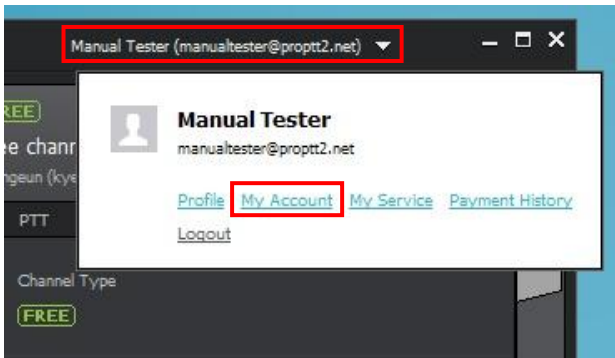 Manual Tester (manualtester@proptt2.net)
Manual Tester
manualtester@proptt2.net
Profile My Account My Service Payment History
Logout
PTT
Channel Type
FREE